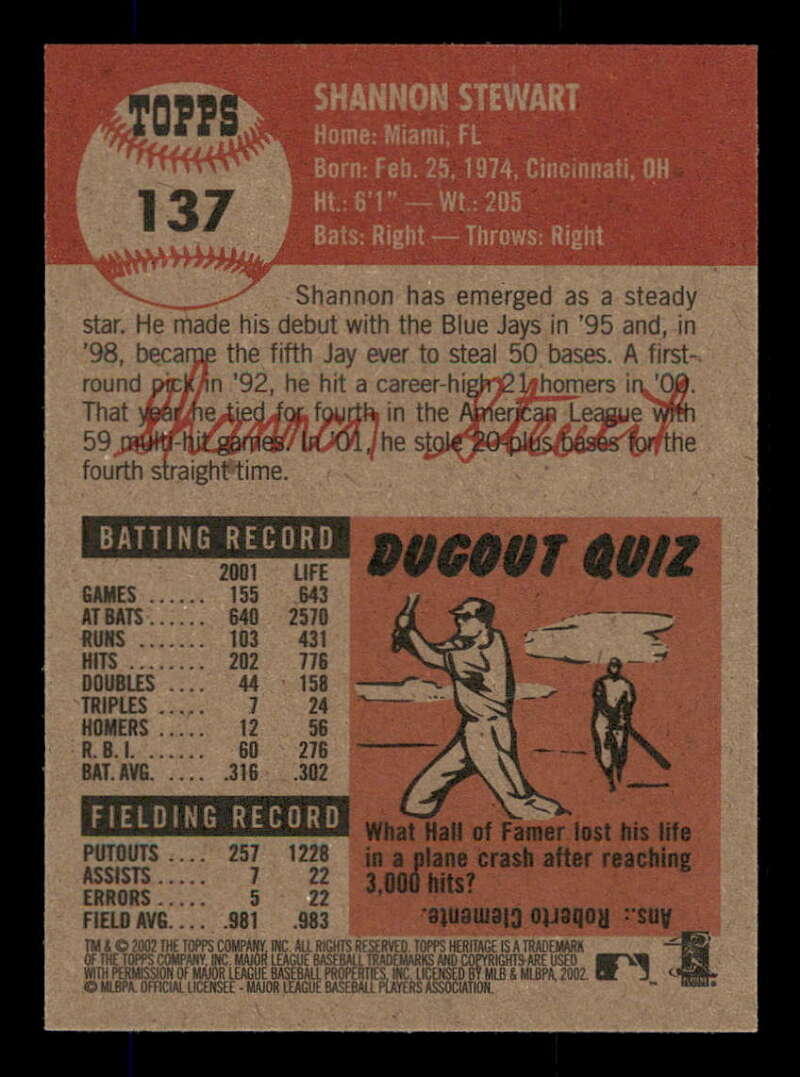 TOPPS
137
SHANNON STEWART
Home: Miami, FL
Born: Feb. 25, 1974, Cincinnati, OH
Ht.: 6'1" — Wt.: 205
Bats: Right — Throws: Right
Shannon has emerged as a steady
star. He made his debut with the Blue Jays in '95 and, in
'98, became the fifth Jay ever to steal 50 bases. A first-
round pick in '92, he hit a career-high 21 homers in '00.
That year he tied for fourth in the American League with
59 multi-hit games. In '01, he stole 20-plus bases for the
fourth straight time.
Shannon Stewart
BATTING RECORD
2001 LIFE
GAMES ...... 155 643
AT BATS ...... 640 2570
RUNS ....... 103 431
HITS ........ 202 776
DOUBLES .... 44 158
TRIPLES ..... 7 24
HOMERS ..... 12 56
R. B. I. ...... 60 276
BAT. AVG. .... .316 .302
FIELDING RECORD
PUTOUTS .... 257 1228
ASSISTS ..... 7 22
ERRORS ..... 5 22
FIELD AVG. ... .981 .983
DUGOUT QUIZ
What Hall of Famer lost his life
in a plane crash after reaching
3,000 hits?
Ans.: Roberto Clemente.
TM & © 2002 THE TOPPS COMPANY, INC. ALL RIGHTS RESERVED. TOPPS HERITAGE IS A TRADEMARK
OF THE TOPPS COMPANY, INC. MAJOR LEAGUE BASEBALL TRADEMARKS AND COPYRIGHTS ARE USED
WITH PERMISSION OF MAJOR LEAGUE BASEBALL PROPERTIES, INC. LICENSED BY MLB & MLBPA, 2002.
© MLBPA. OFFICIAL LICENSEE - MAJOR LEAGUE BASEBALL PLAYERS ASSOCIATION.